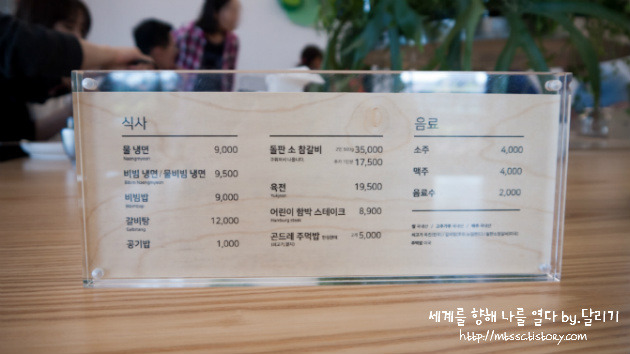 식사
물 냉면 9,000
비빔 냉면 / 물비빔 냉면 9,500
비빔밥 9,000
Bibimbap
갈비탕 12,000
Galbitang
공기밥 1,000
돌판 소 참갈비 35,000
17,500
육전 19,500
Yukjeon
어린이 함박 스테이크 8,900
곤드레 주먹밥 5,000
음료
소주 4,000
맥주 4,000
음료수 2,000
세계를 향해 나를 열다 by.달리기
http://mtssc.tistory.com